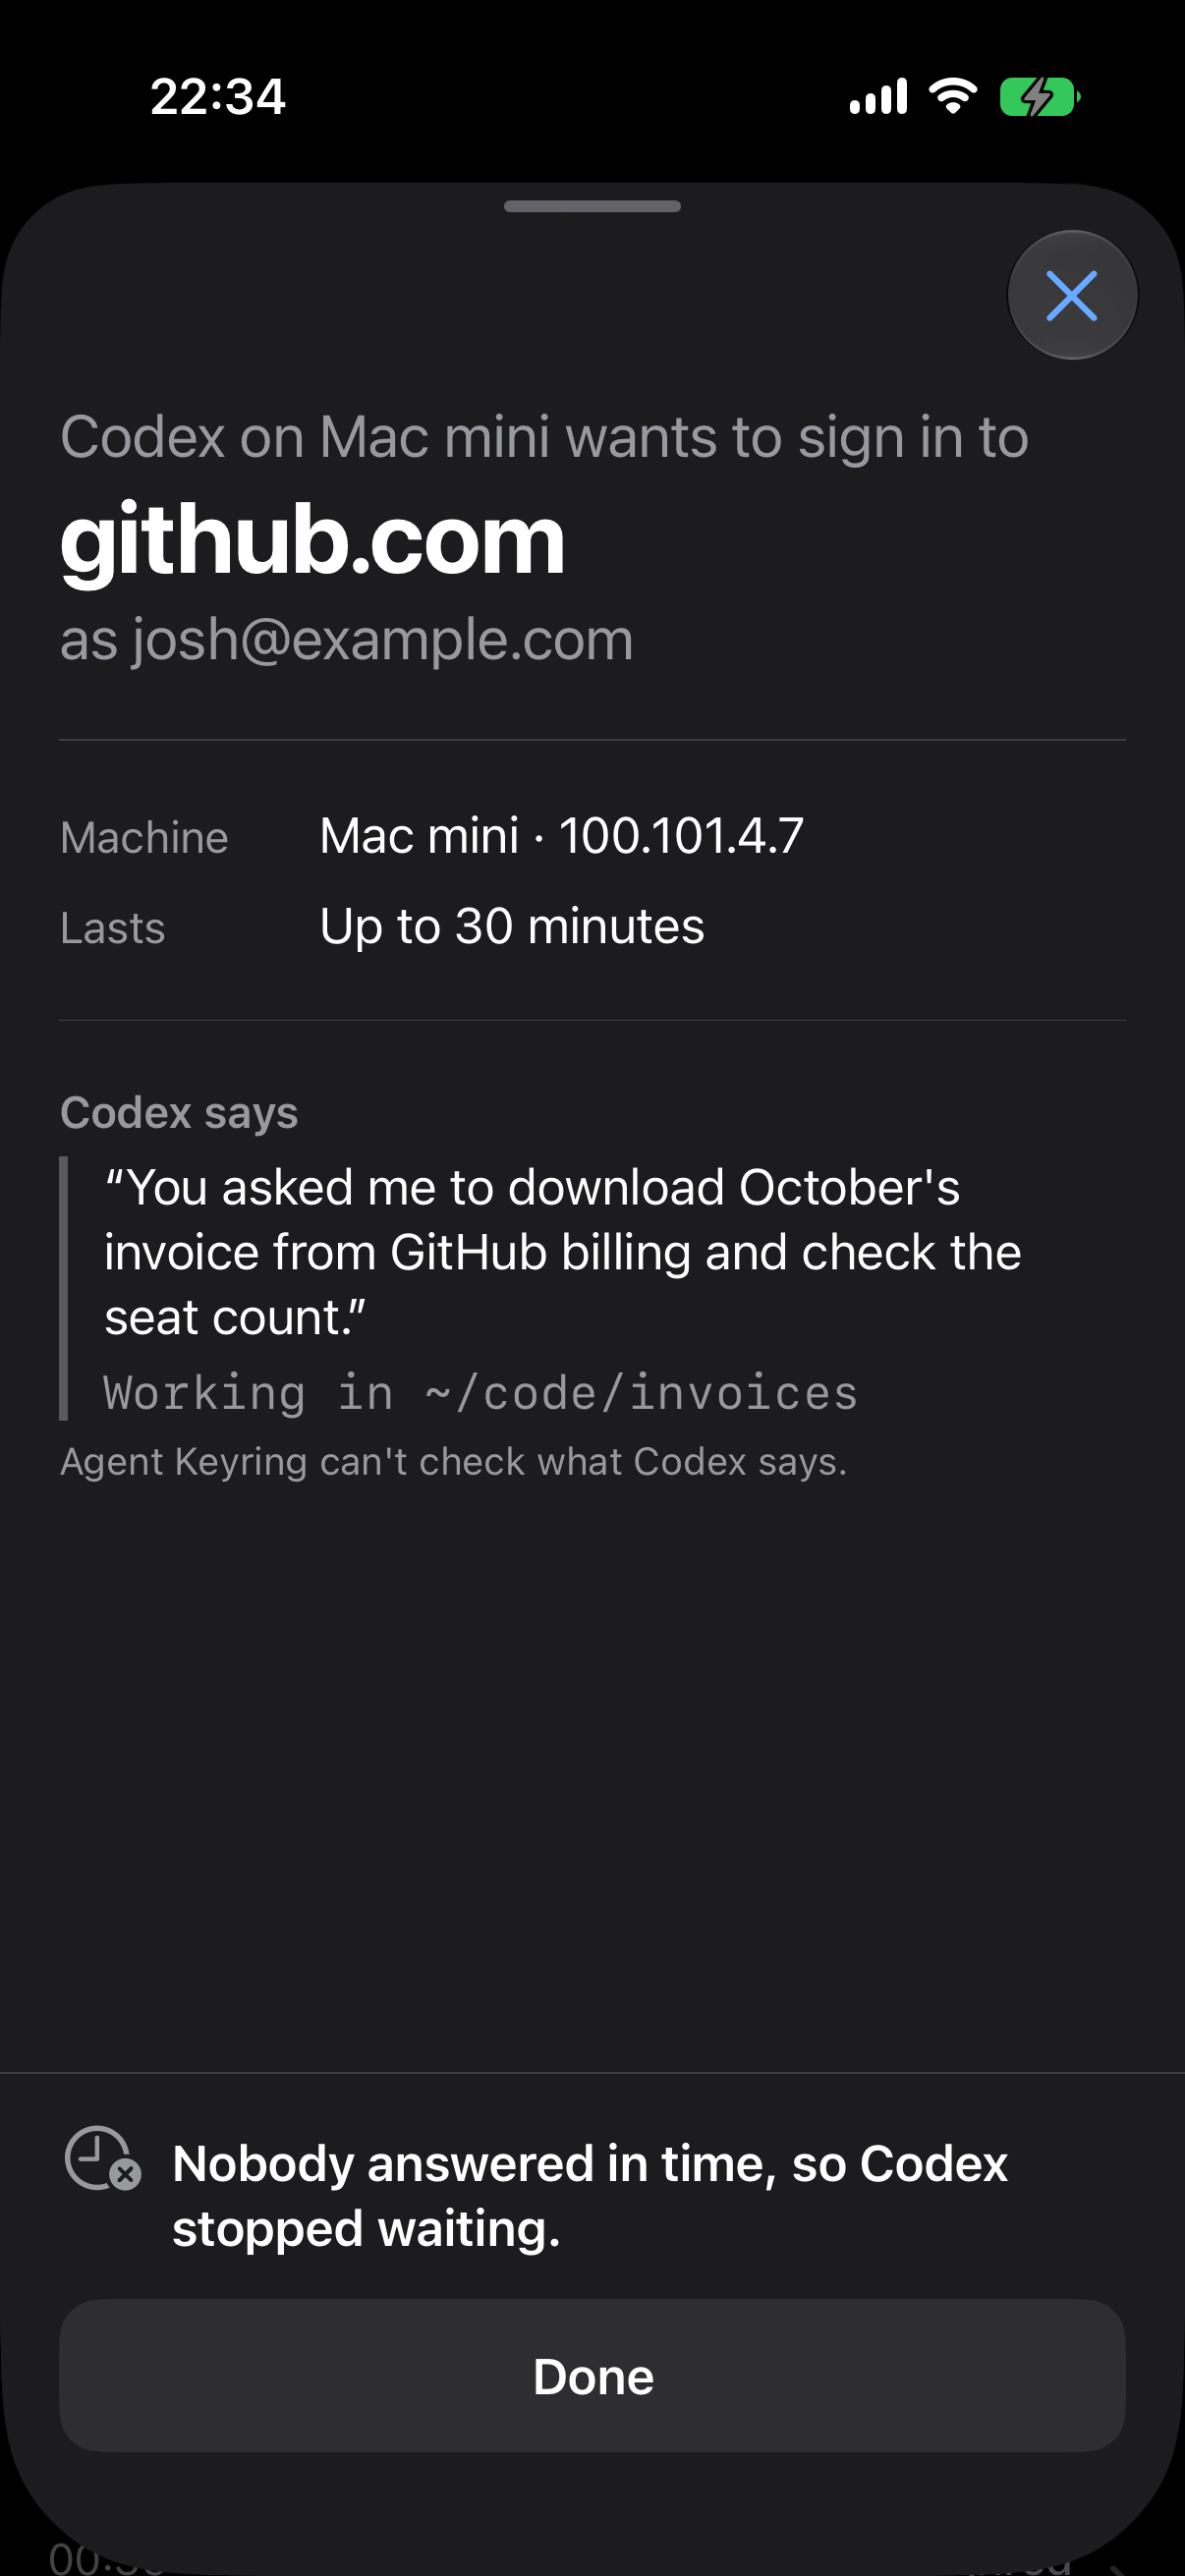 22:34
Codex on Mac mini wants to sign in to
github.com
as josh@example.com
Machine Mac mini · 100.101.4.7
Lasts Up to 30 minutes
Codex says
“You asked me to download October's
invoice from GitHub billing and check the
seat count.”
Working in ~/code/invoices
Agent Keyring can't check what Codex says.
Nobody answered in time, so Codex
stopped waiting.
Done